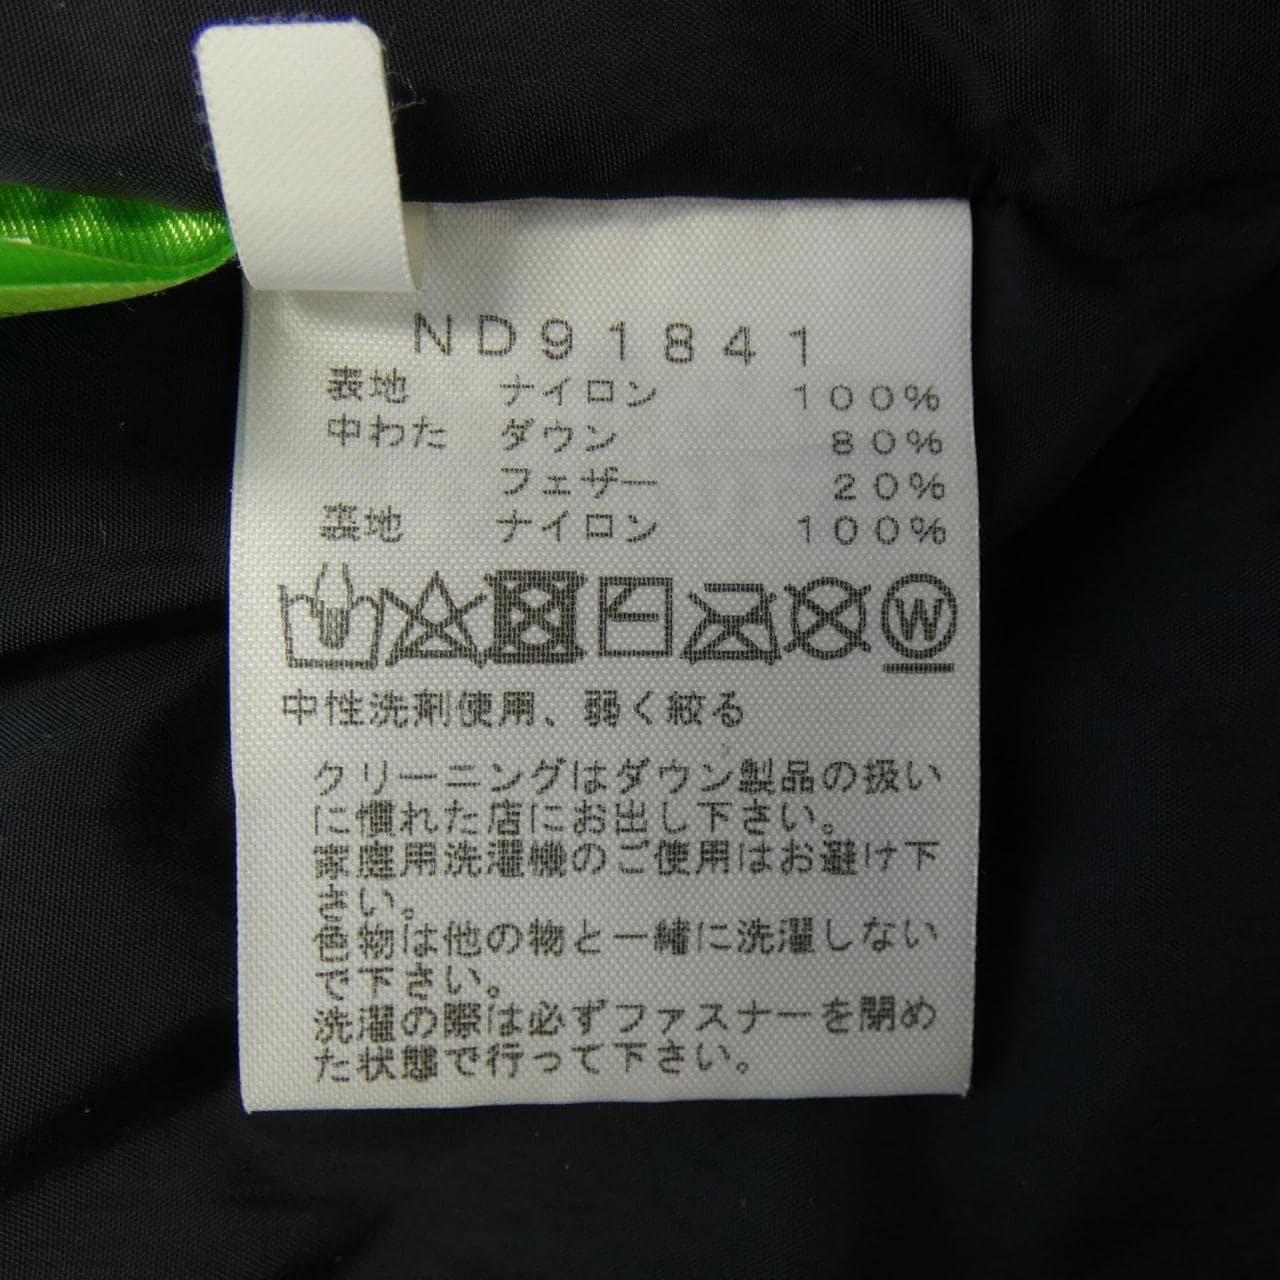 ND91841
表地 ナイロン 100%
中わた ダウン 80%
フェザー 20%
裏地 ナイロン 100%
W
中性洗剤使用、弱く絞る
クリーニングはダウン製品の扱い
に慣れた店にお出し下さい。
家庭用洗濯機のご使用はお避け下
さい。
色物は他の物と一緒に洗濯しない
で下さい。
洗濯の際は必ずファスナーを閉め
た状態で行って下さい。